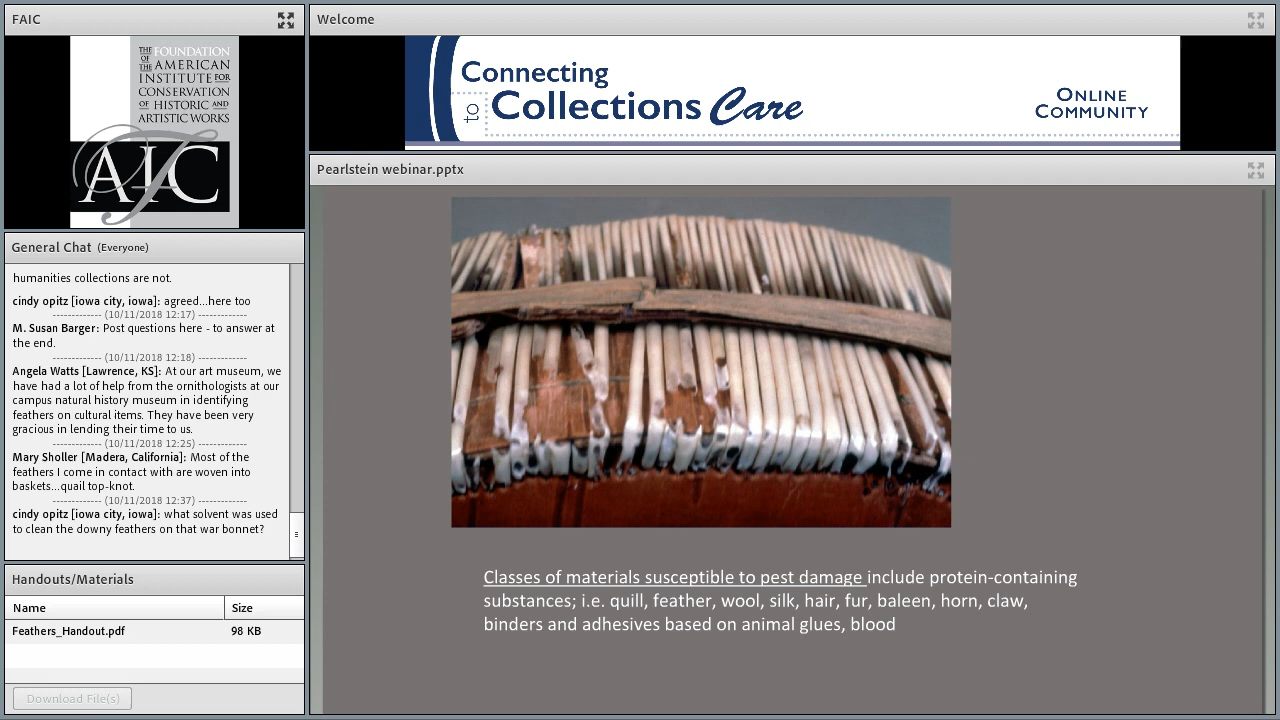 FAIC
THE FOUNDATION
OF THE AMERICAN
INSTITUTE FOR
CONSERVATION
OF HISTORIC AND
ARTISTIC WORKS
AIC
F
General Chat (Everyone)
humanities collections are not.
cindy opitz [iowa city, iowa]: agreed...here too
------------- (10/11/2018 12:17) -------------
M. Susan Barger: Post questions here - to answer at
the end.
------------- (10/11/2018 12:18) -------------
Angela Watts [Lawrence, KS]: At our art museum, we
have had a lot of help from the ornithologists at our
campus natural history museum in identifying
feathers on cultural items. They have been very
gracious in lending their time to us.
------------- (10/11/2018 12:25) -------------
Mary Sholler [Madera, California]: Most of the
feathers I come in contact with are woven into
baskets...quail top-knot.
------------- (10/11/2018 12:37) -------------
cindy opitz [iowa city, iowa]: what solvent was used
to clean the downy feathers on that war bonnet?
Handouts/Materials
Name Size
Feathers_Handout.pdf 98 KB
Download File(s)
Welcome
Connecting
to Collections Care
ONLINE
COMMUNITY
Pearlstein webinar.pptx
Classes of materials susceptible to pest damage include protein-containing
substances; i.e. quill, feather, wool, silk, hair, fur, baleen, horn, claw,
binders and adhesives based on animal glues, blood